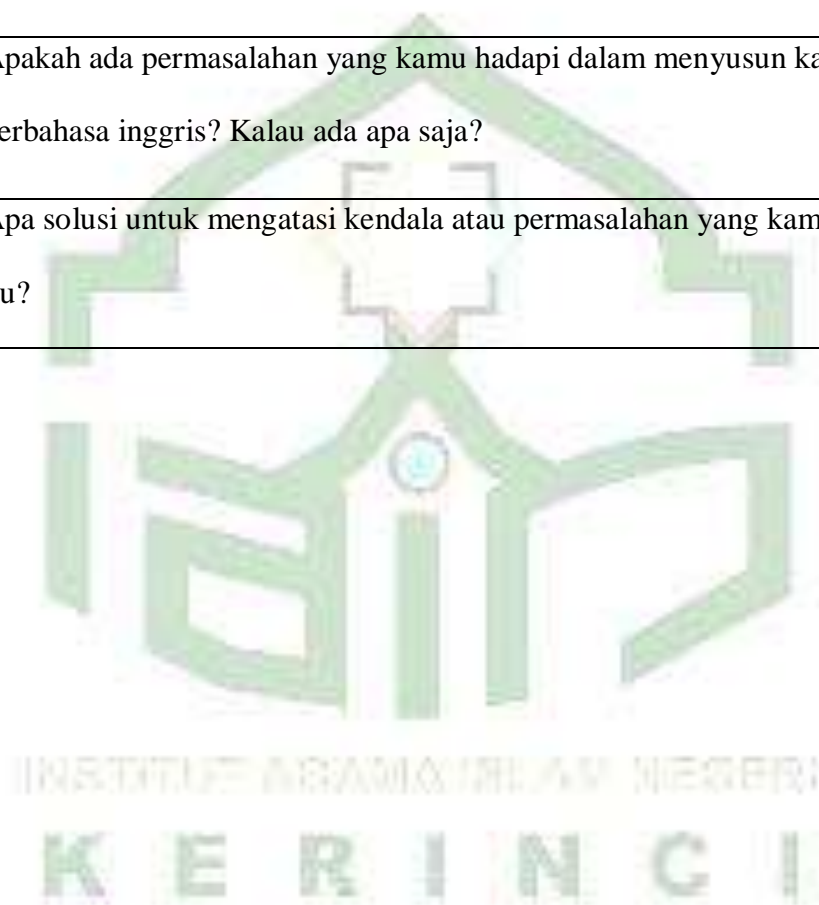 Apakah ada permasalahan yang kamu hadapi dalam menyusun ka
erbahasa inggris? Kalau ada apa saja?
Apa solusi untuk mengatasi kendala atau permasalahan yang kam
u?
INSTITUT AGAMA ISLAM NEGERI
KERINCI